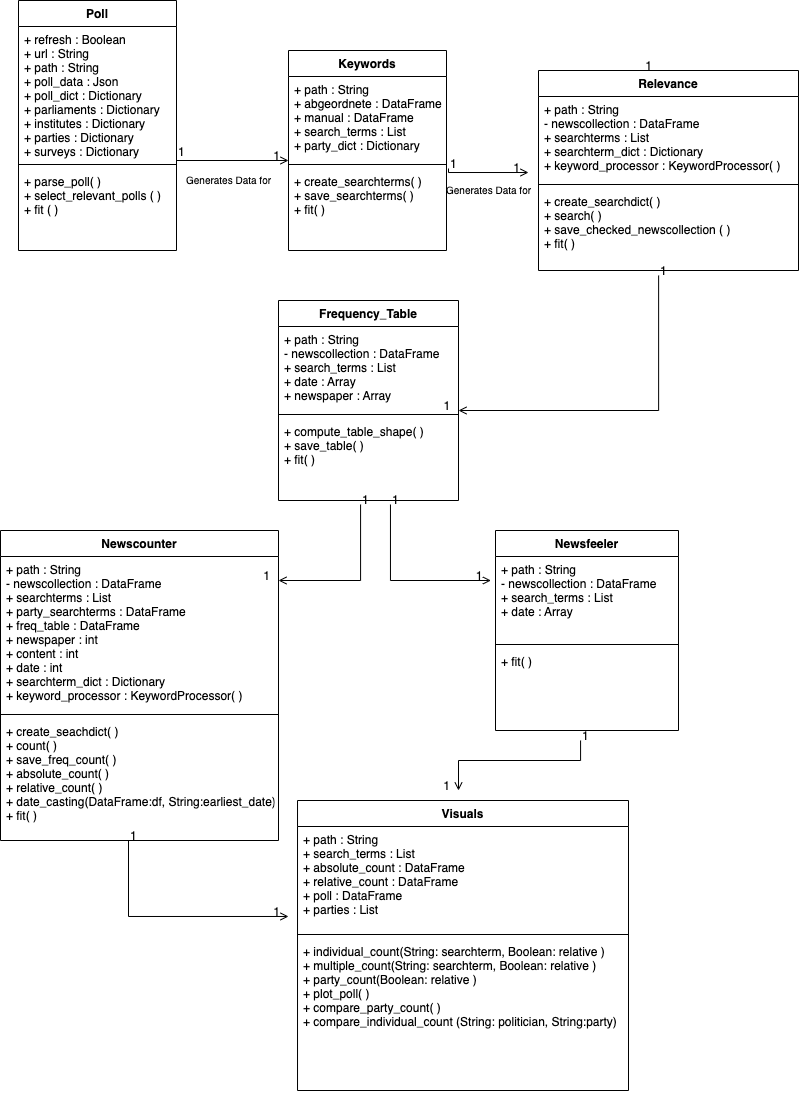 Poll
+ refresh : Boolean
+ url : String
+ path : String
+ poll_data : Json
+ poll_dict : Dictionary
+ parliaments : Dictionary
+ institutes : Dictionary
+ parties : Dictionary
+ surveys : Dictionary
+ parse_poll( )
+ select_relevant_polls ( )
+ fit ( )
1
1
Generates Data for
Keywords
+ path : String
+ abgeordnete : DataFrame
+ manual : DataFrame
+ search_terms : List
+ party_dict : Dictionary
+ create_searchterms( )
+ save_searchterms( )
+ fit( )
1
1
Generates Data for
1
Relevance
+ path : String
- newscollection : DataFrame
+ searchterms : List
+ searchterm_dict : Dictionary
+ keyword_processor : KeywordProcessor( )
+ create_searchdict( )
+ search( )
+ save_checked_newscollection ( )
+ fit( )
1
Frequency_Table
+ path : String
- newscollection : DataFrame
+ search_terms : List
+ date : Array
+ newspaper : Array
1
+ compute_table_shape( )
+ save_table( )
+ fit( )
1
1
Newscounter
+ path : String
- newscollection : DataFrame
+ searchterms : List
+ party_searchterms : DataFrame
+ freq_table : DataFrame
+ newspaper : int
+ content : int
+ date : int
+ searchterm_dict : Dictionary
+ keyword_processor : KeywordProcessor( )
1
+ create_seachdict( )
+ count( )
+ save_freq_count( )
+ absolute_count( )
+ relative_count( )
+ date_casting(DataFrame:df, String:earliest_date)
+ fit( )
1
1
1
Newsfeeler
+ path : String
- newscollection : DataFrame
+ search_terms : List
+ date : Array
+ fit( )
1
1
Visuals
+ path : String
+ search_terms : List
+ absolute_count : DataFrame
+ relative_count : DataFrame
+ poll : DataFrame
+ parties : List
+ individual_count(String: searchterm, Boolean: relative )
+ multiple_count(String: searchterm, Boolean: relative )
+ party_count(Boolean: relative )
+ plot_poll( )
+ compare_party_count( )
+ compare_individual_count (String: politician, String:party)